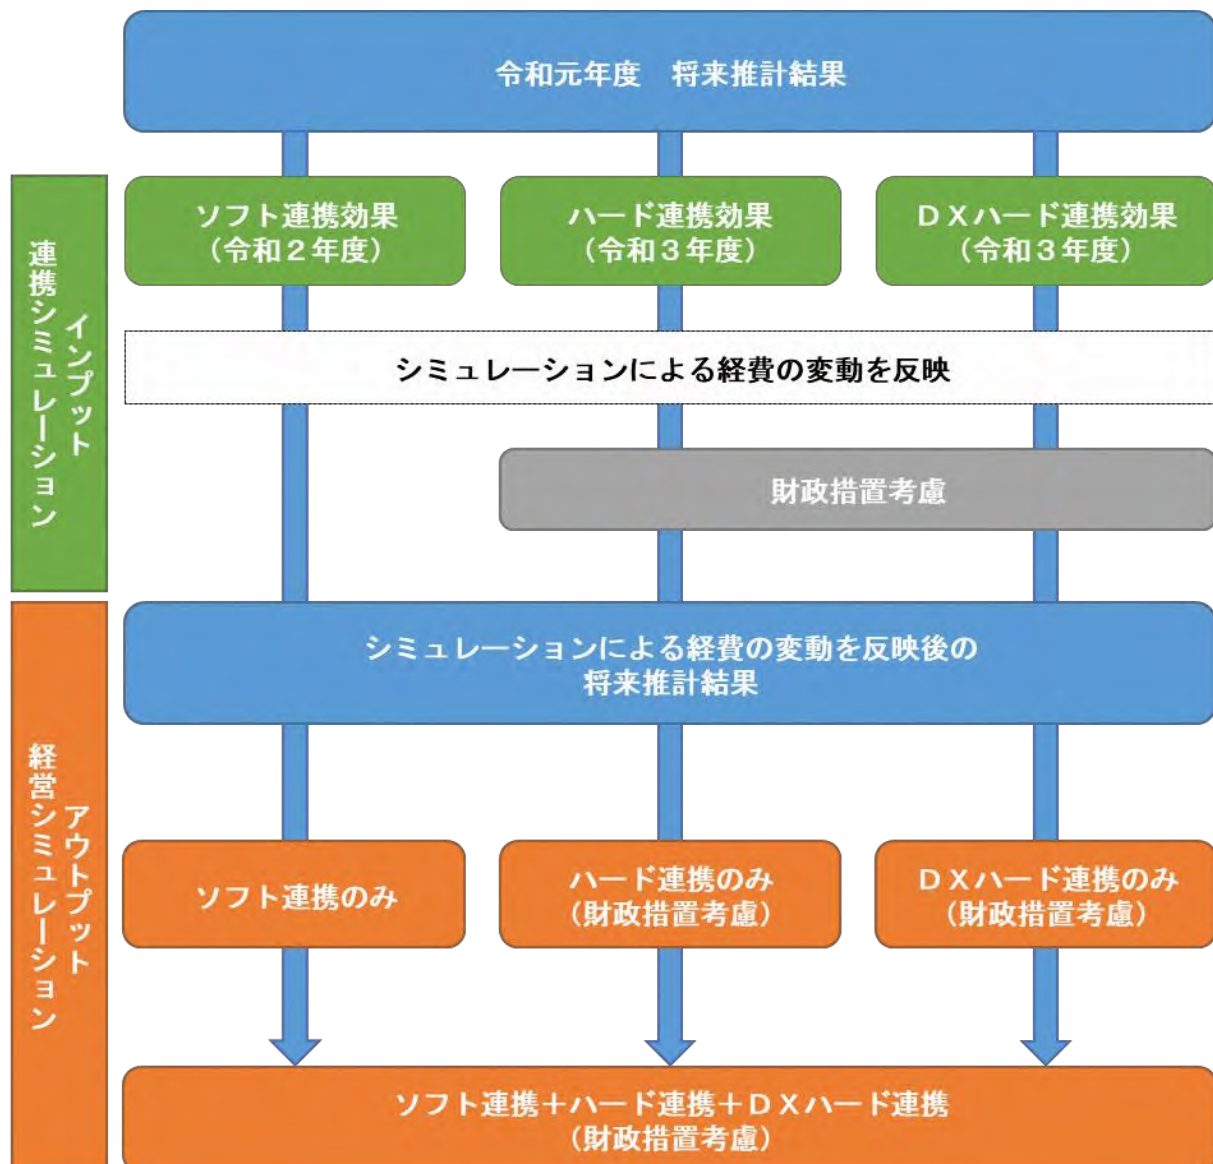 令和元年度　将来推計結果
連携シミュレーション
インプット
ソフト連携効果
（令和２年度）
ハード連携効果
（令和３年度）
ＤＸハード連携効果
（令和３年度）
シミュレーションによる経費の変動を反映
財政措置考慮
経営シミュレーション
アウトプット
シミュレーションによる経費の変動を反映後の
将来推計結果
ソフト連携のみ
ハード連携のみ
（財政措置考慮）
ＤＸハード連携のみ
（財政措置考慮）
ソフト連携＋ハード連携＋ＤＸハード連携
（財政措置考慮）